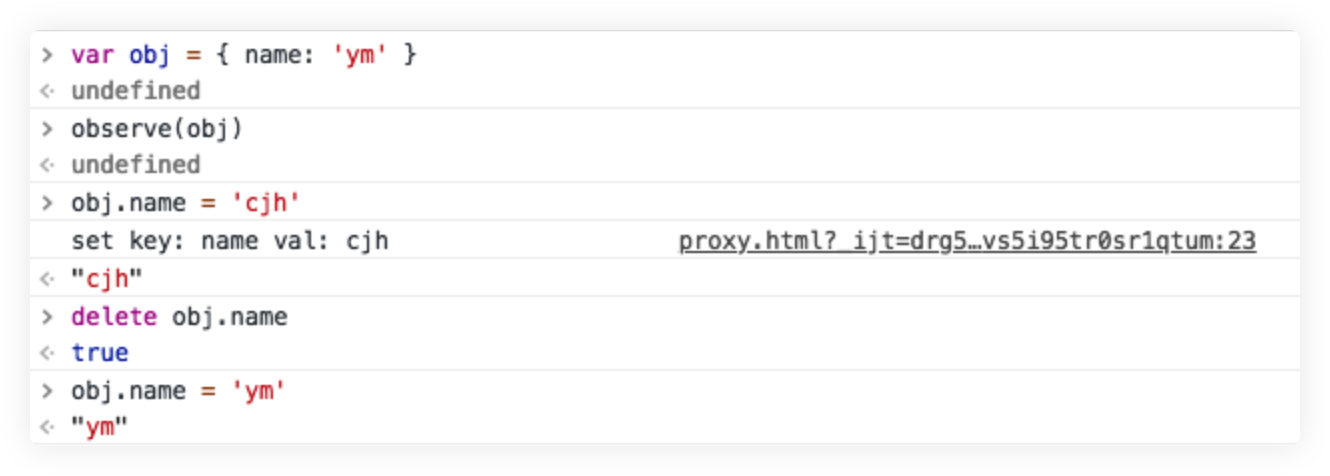 > var obj = { name: 'ym' }
<· undefined
> observe(obj)
<· undefined
> obj.name = 'cjh'
set key: name val: cjh proxy.html?_ijt=drg5…vs5i95tr0sr1qtum:23
<· "cjh"
> delete obj.name
<· true
> obj.name = 'ym'
<· "ym"